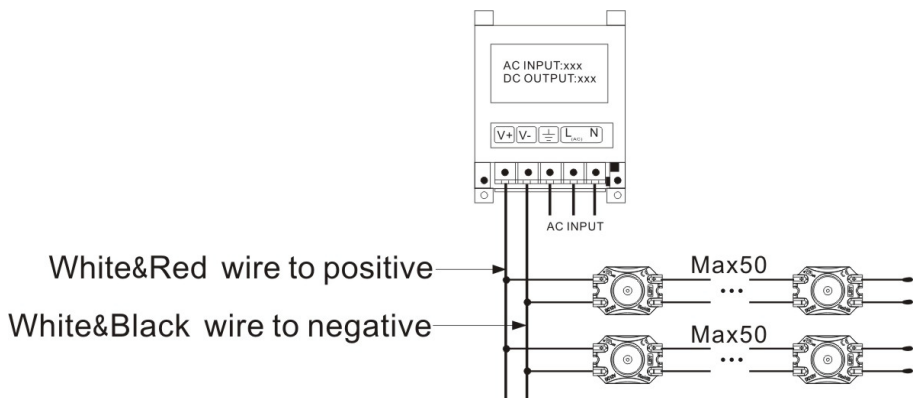 AC INPUT:xxx
DC OUTPUT:xxx
V+ V- L (AC) N
AC INPUT
White&Red wire to positive
Max50
White&Black wire to negative
Max50